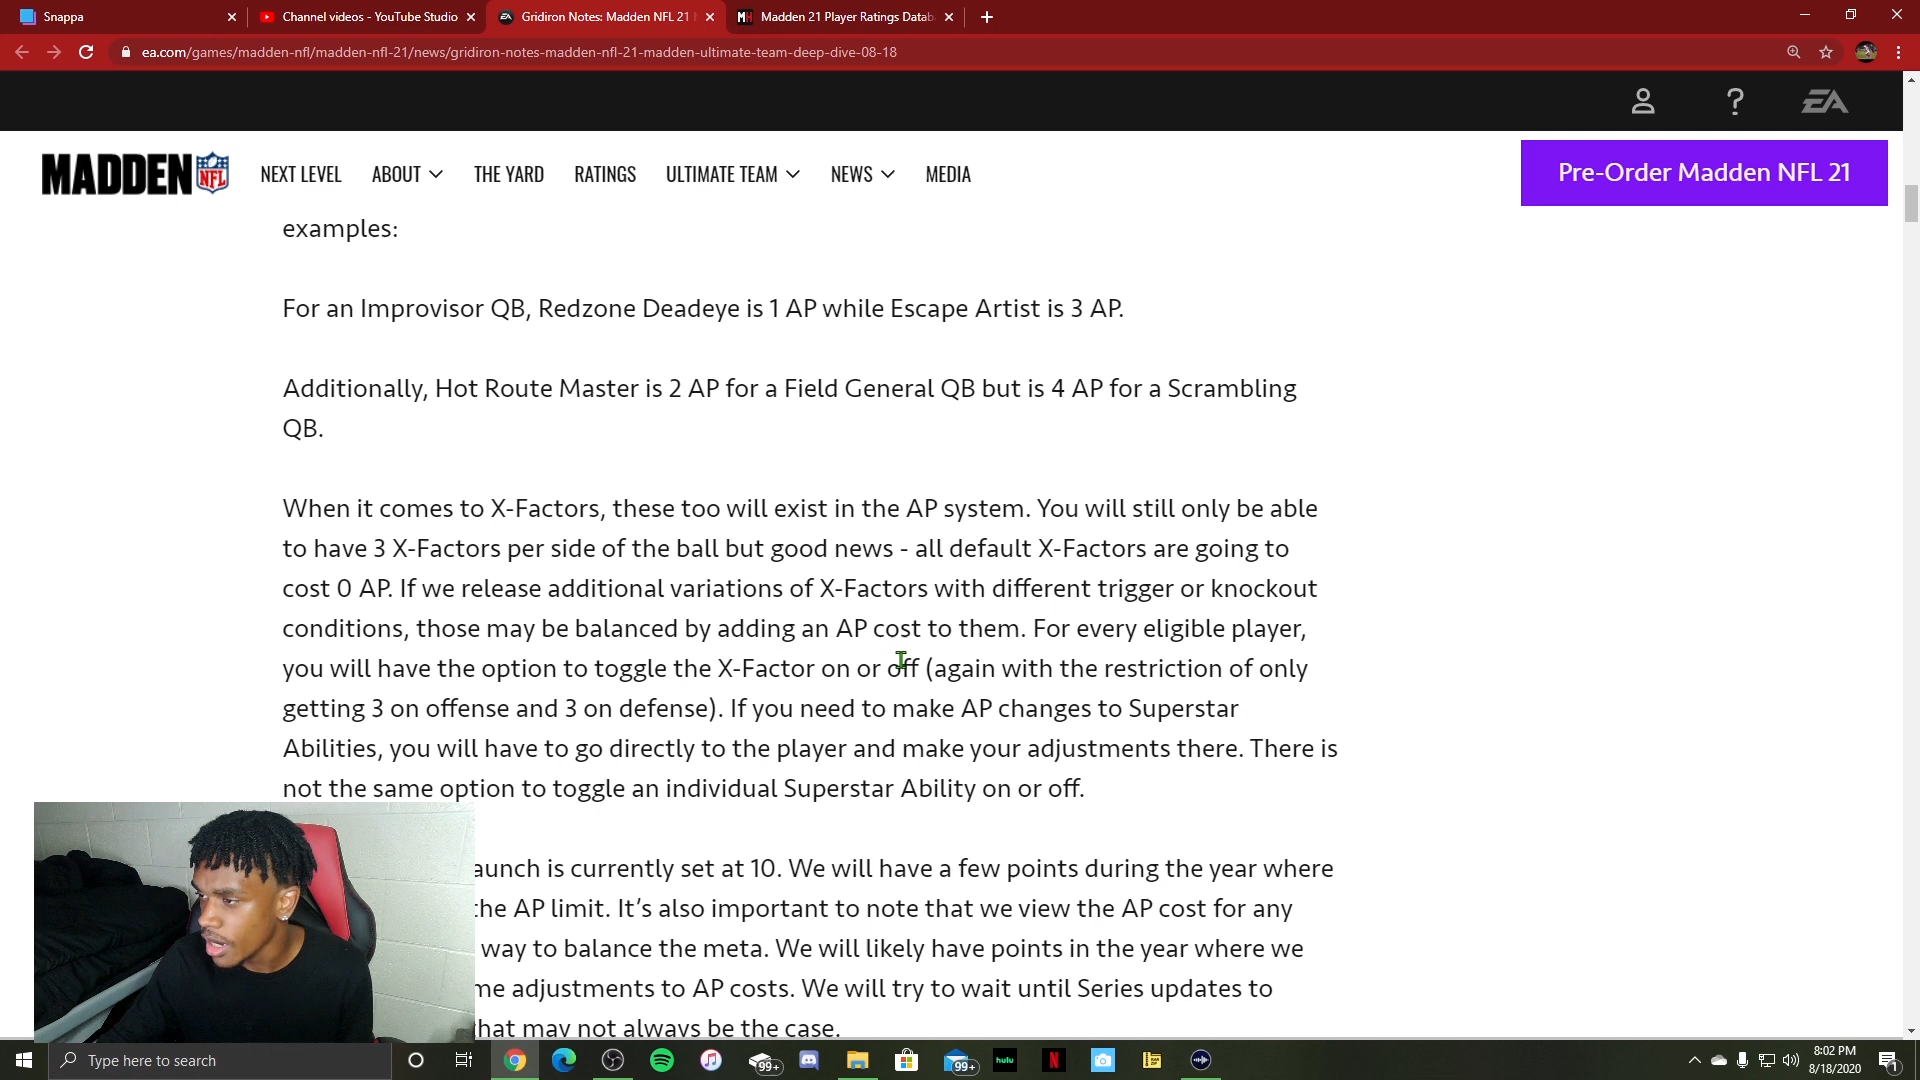 Snappa
Channel videos - YouTube Studio
Gridiron Notes: Madden NFL 21
MH Madden 21 Player Ratings Datab
ea.com/games/madden-nfl/madden-nfl-21/news/gridiron-notes-madden-nfl-21-madden-ultimate-team-deep-dive-08-18
EA
MADDEN NFL
NEXT LEVEL ABOUT THE YARD RATINGS ULTIMATE TEAM NEWS MEDIA
Pre-Order Madden NFL 21
examples:
For an Improvisor QB, Redzone Deadeye is 1 AP while Escape Artist is 3 AP.
Additionally, Hot Route Master is 2 AP for a Field General QB but is 4 AP for a Scrambling
QB.
When it comes to X-Factors, these too will exist in the AP system. You will still only be able
to have 3 X-Factors per side of the ball but good news - all default X-Factors are going to
cost 0 AP. If we release additional variations of X-Factors with different trigger or knockout
conditions, those may be balanced by adding an AP cost to them. For every eligible player,
you will have the option to toggle the X-Factor on or off (again with the restriction of only
getting 3 on offense and 3 on defense). If you need to make AP changes to Superstar
Abilities, you will have to go directly to the player and make your adjustments there. There is
not the same option to toggle an individual Superstar Ability on or off.
aunch is currently set at 10. We will have a few points during the year where
the AP limit. It's also important to note that we view the AP cost for any
way to balance the meta. We will likely have points in the year where we
me adjustments to AP costs. We will try to wait until Series updates to
that may not always be the case.
Type here to search
99+
99+
hulu
N
8:02 PM
8/18/2020
1